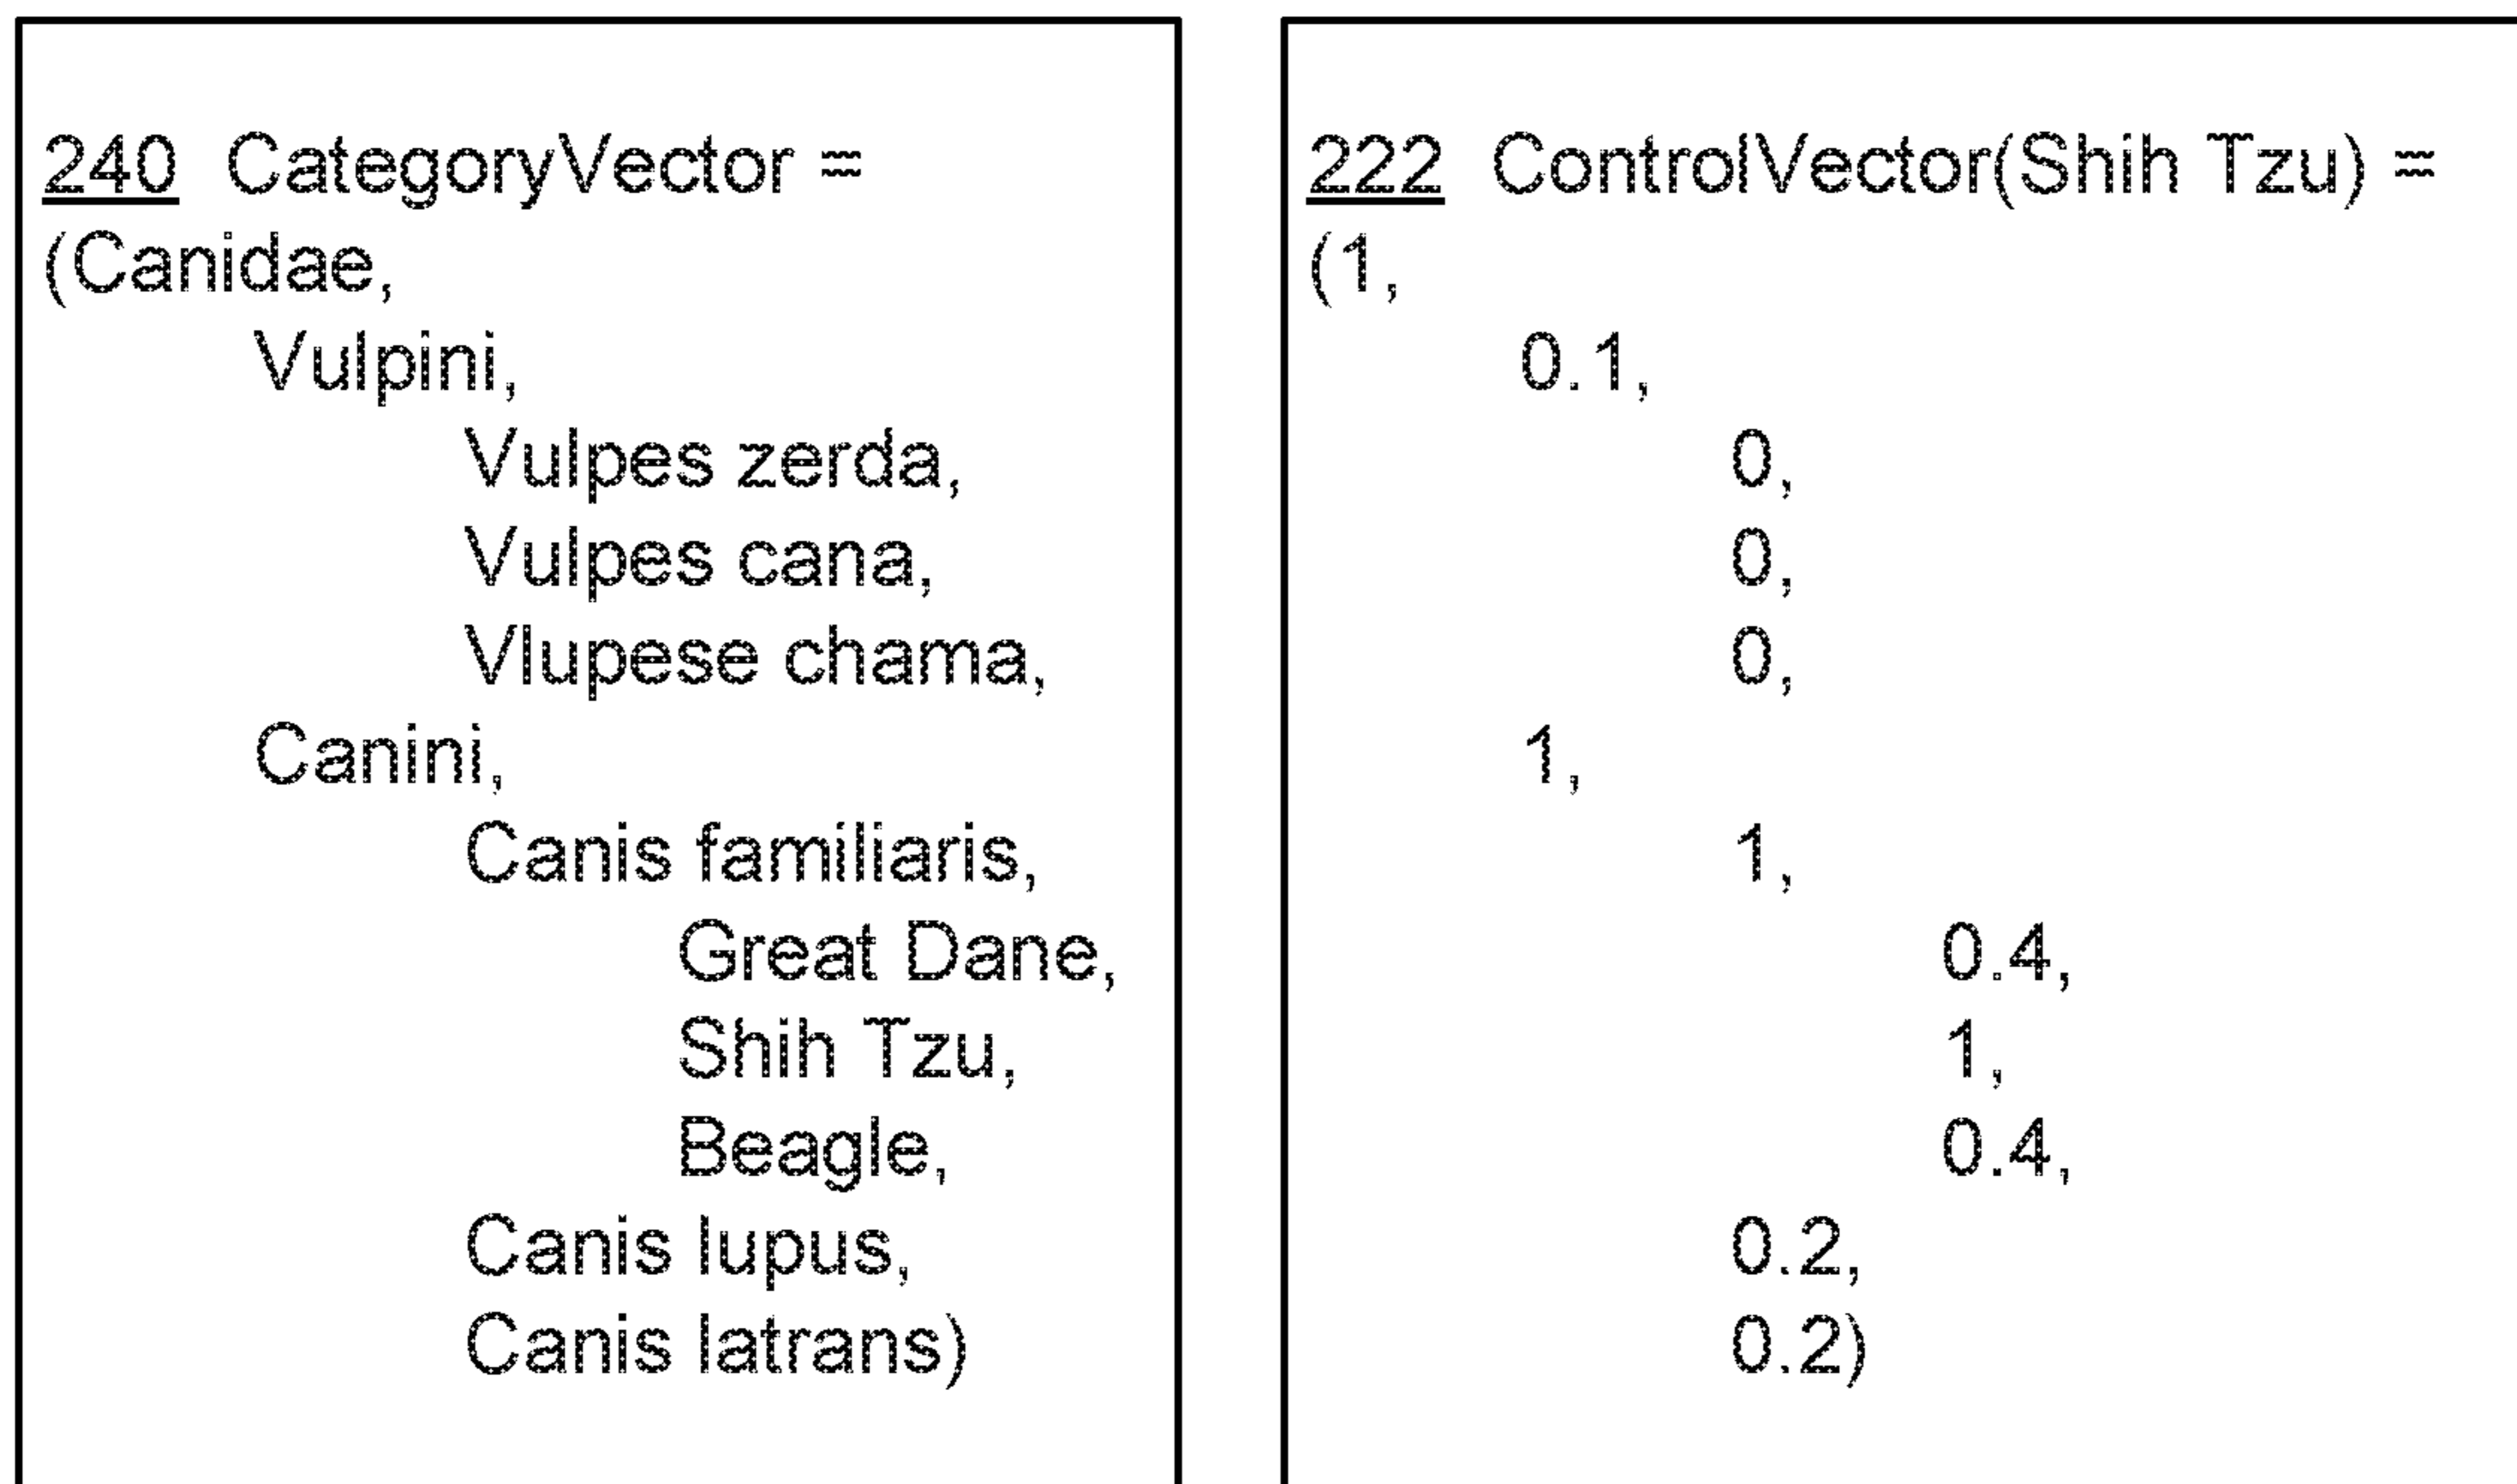 240 CategoryVector =
(Canidae,
Vulpini,
Vulpes zerda,
Vulpes cana,
Vlupese chama,
Canini,
Canis familiaris,
Great Dane,
Shih Tzu,
Beagle,
Canis lupus,
Canis latrans)
222 ControlVector(Shih Tzu) =
(1,
0.1,
0,
0,
0,
1,
1,
0.4,
1,
0.4,
0.2,
0.2)